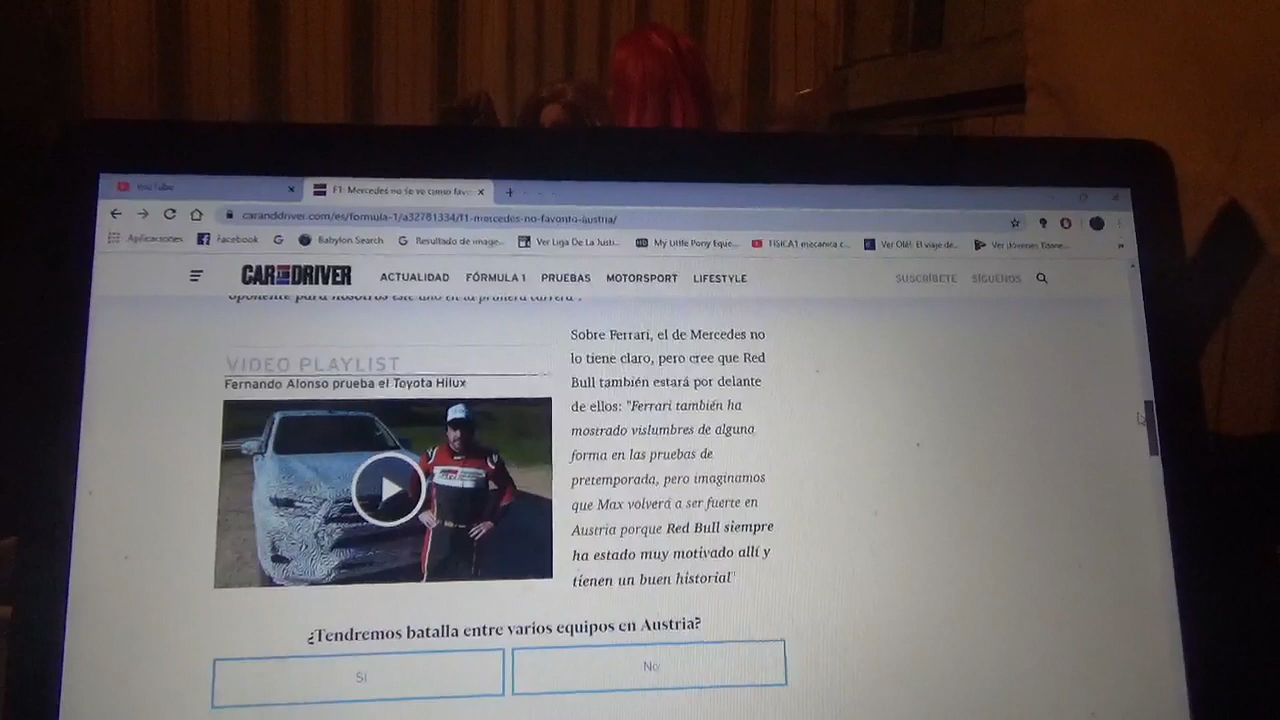 YouTube
F1: Mercedes no se ve como favo
caranddriver.com/es/formula-1/a32781334/f1-mercedes-no-favorito-austria/
Aplicaciones
Facebook
Babylon Search
Resultado de image...
Ver Liga De La Justi...
My Little Pony Eque...
FISICA1 mecanica c...
Ver Olé!: El viaje de...
Ver Jóvenes Titane...
CAR AND DRIVER
ACTUALIDAD
FÓRMULA 1
PRUEBAS
MOTORSPORT
LIFESTYLE
SUSCRÍBETE
SÍGUENOS
oponente para nosotros este año en la primera carrera".
VIDEO PLAYLIST
Fernando Alonso prueba el Toyota Hilux
Sobre Ferrari, el de Mercedes no
lo tiene claro, pero cree que Red
Bull también estará por delante
de ellos: "Ferrari también ha
mostrado vislumbres de alguna
forma en las pruebas de
pretemporada, pero imaginamos
que Max volverá a ser fuerte en
Austria porque Red Bull siempre
ha estado muy motivado allí y
tienen un buen historial"
¿Tendremos batalla entre varios equipos en Austria?
Sí
No